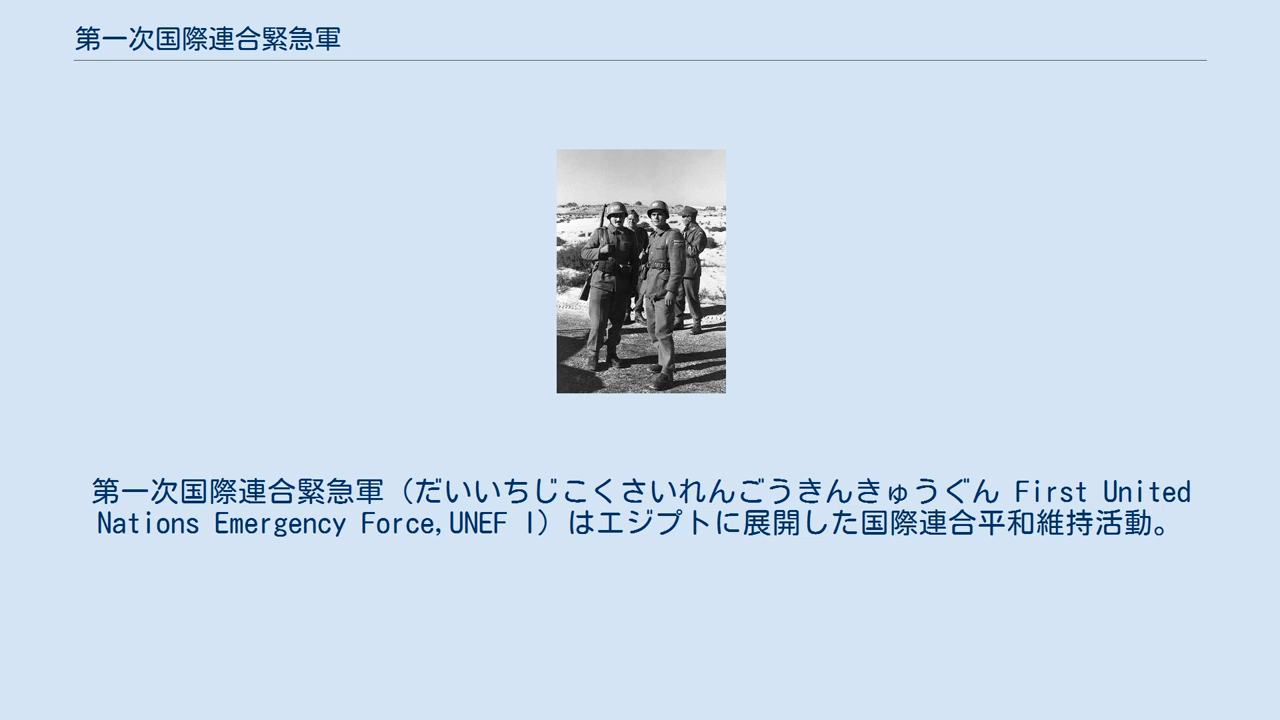 第一次国際連合緊急軍
第一次国際連合緊急軍（だいいちじこくさいれんごうきんきゅうぐん First United
Nations Emergency Force,UNEF I）はエジプトに展開した国際連合平和維持活動。